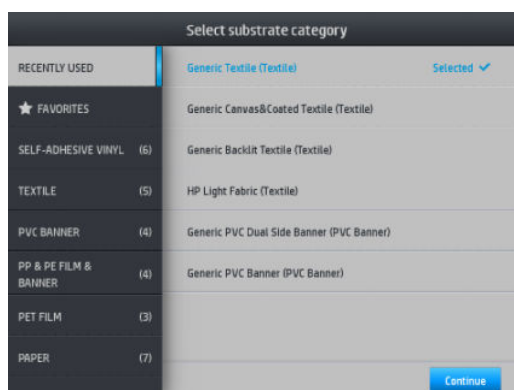 Select substrate category
RECENTLY USED
FAVORITES
SELF-ADHESIVE VINYL (6)
TEXTILE (5)
PVC BANNER (4)
PP & PE FILM &
BANNER (4)
PET FILM (3)
PAPER (7)
Generic Textile (Textile) Selected
Generic Canvas&Coated Textile (Textile)
Generic Backlit Textile (Textile)
HP Light Fabric (Textile)
Generic PVC Dual Side Banner (PVC Banner)
Generic PVC Banner (PVC Banner)
Continue